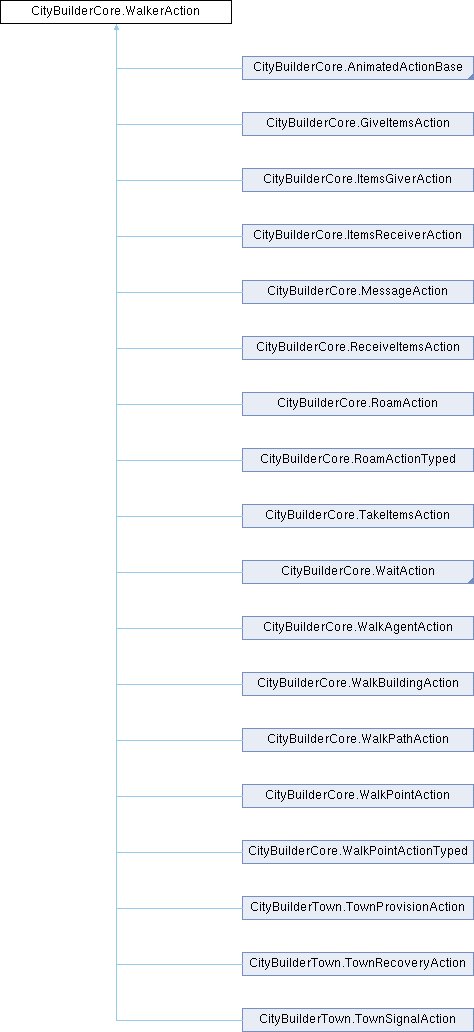 CityBuilderCore.WalkerAction
CityBuilderCore.AnimatedActionBase
CityBuilderCore.GiveItemsAction
CityBuilderCore.ItemsGiverAction
CityBuilderCore.ItemsReceiverAction
CityBuilderCore.MessageAction
CityBuilderCore.ReceiveItemsAction
CityBuilderCore.RoamAction
CityBuilderCore.RoamActionTyped
CityBuilderCore.TakeItemsAction
CityBuilderCore.WaitAction
CityBuilderCore.WalkAgentAction
CityBuilderCore.WalkBuildingAction
CityBuilderCore.WalkPathAction
CityBuilderCore.WalkPointAction
CityBuilderCore.WalkPointActionTyped
CityBuilderTown.TownProvisionAction
CityBuilderTown.TownRecoveryAction
CityBuilderTown.TownSignalAction